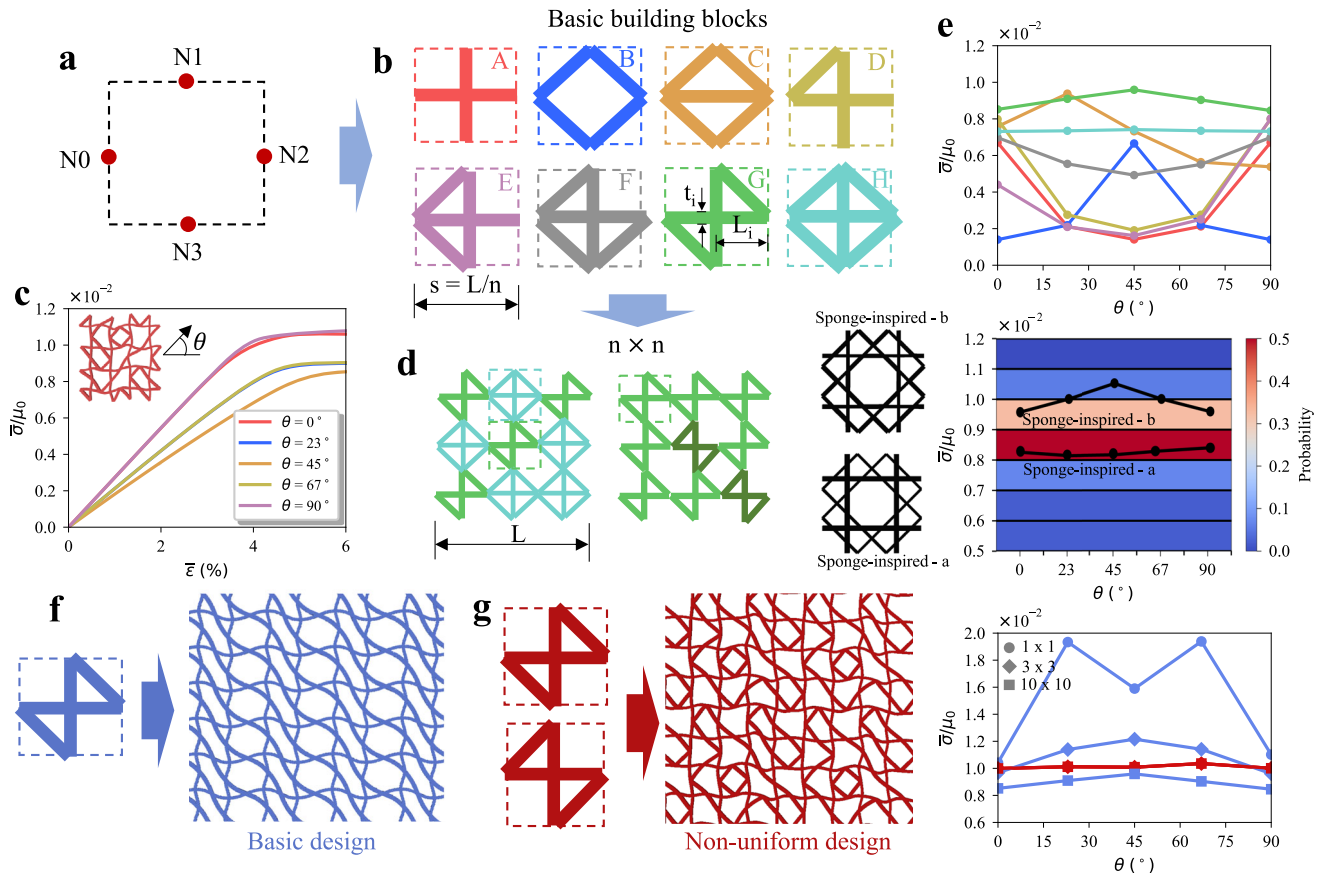 Basic building blocks
a
N1
N0
N2
N3
b
A
B
C
D
E
F
G
H
t_i
L_i
s = L/n
n × n
c
×10⁻²
1.2
1.0
0.8
0.6
0.4
0.2
0.0
σ̅/μ₀
θ
θ = 0°
θ = 23°
θ = 45°
θ = 67°
θ = 90°
0 2 4 6
ε̅ (%)
d
L
Sponge-inspired - b
Sponge-inspired - a
e
×10⁻²
1.2
1.0
0.8
0.6
0.4
0.2
0.0
σ̅/μ₀
0 15 30 45 60 75 90
θ (°)
×10⁻²
1.2
1.1
1.0
0.9
0.8
0.7
0.6
0.5
σ̅/μ₀
Sponge-inspired - b
Sponge-inspired - a
0 23 45 67 90
θ (°)
0.5
0.4
0.3
0.2
0.1
0.0
Probability
f
Basic design
g
Non-uniform design
×10⁻²
2.0
1.8
1.6
1.4
1.2
1.0
0.8
0.6
σ̅/μ₀
1 x 1
3 x 3
10 x 10
0 15 30 45 60 75 90
θ (°)